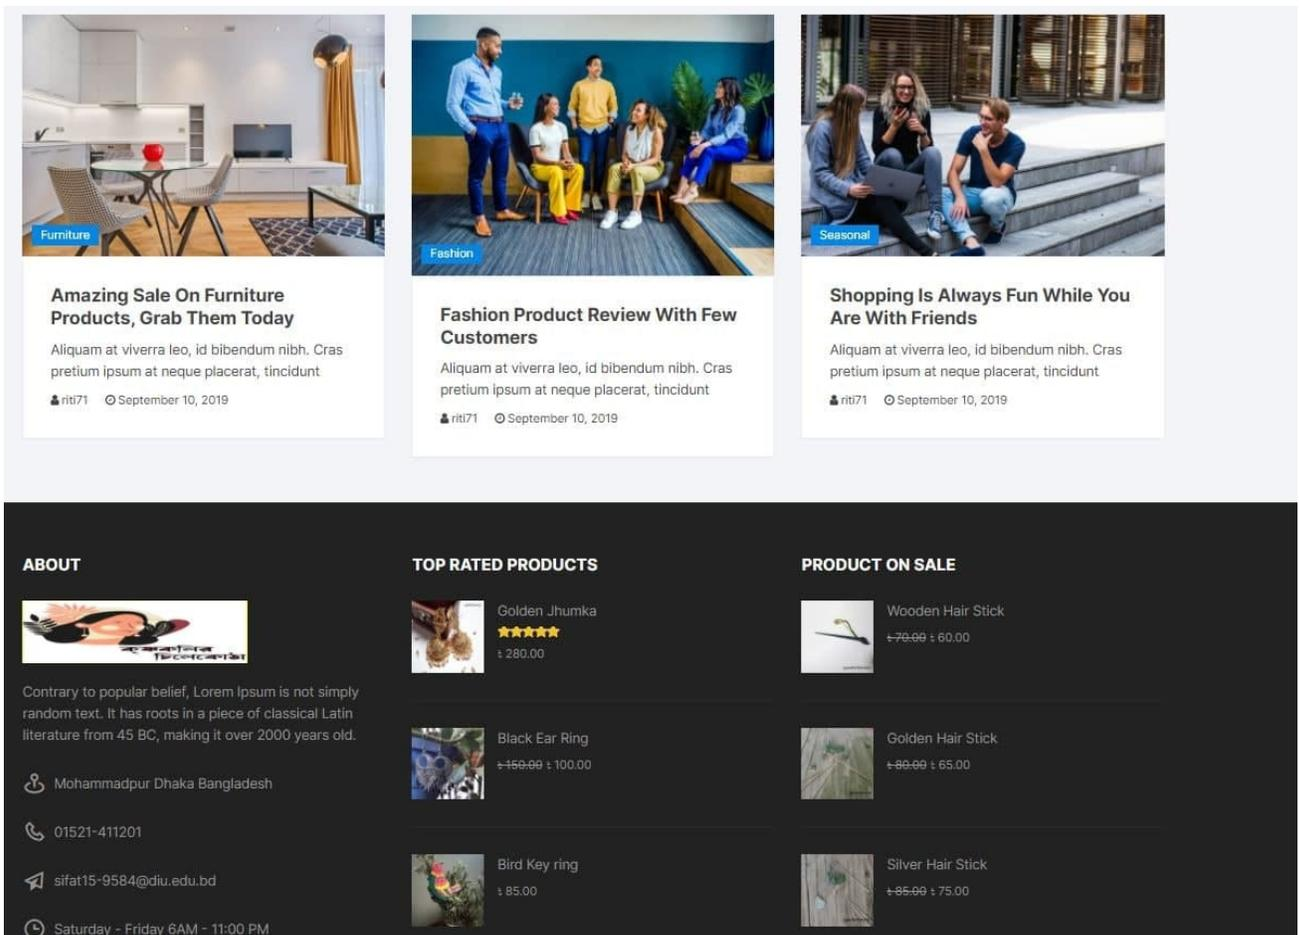 Furniture
Amazing Sale On Furniture
Products, Grab Them Today
Aliquam at viverra leo, id bibendum nibh. Cras
pretium ipsum at neque placerat, tincidunt
riti71 September 10, 2019
Fashion
Fashion Product Review With Few
Customers
Aliquam at viverra leo, id bibendum nibh. Cras
pretium ipsum at neque placerat, tincidunt
riti71 September 10, 2019
Seasonal
Shopping Is Always Fun While You
Are With Friends
Aliquam at viverra leo, id bibendum nibh. Cras
pretium ipsum at neque placerat, tincidunt
riti71 September 10, 2019
ABOUT
কৃষ্ণকলির
চিলেকোঠা
Contrary to popular belief, Lorem Ipsum is not simply
random text. It has roots in a piece of classical Latin
literature from 45 BC, making it over 2000 years old.
Mohammadpur Dhaka Bangladesh
01521-411201
sifat15-9584@diu.edu.bd
Saturday - Friday 6AM - 11:00 PM
TOP RATED PRODUCTS
Golden Jhumka
৳ 280.00
Black Ear Ring
৳ 150.00 ৳ 100.00
Bird Key ring
৳ 85.00
PRODUCT ON SALE
Wooden Hair Stick
৳ 70.00 ৳ 60.00
Golden Hair Stick
৳ 80.00 ৳ 65.00
Silver Hair Stick
৳ 85.00 ৳ 75.00